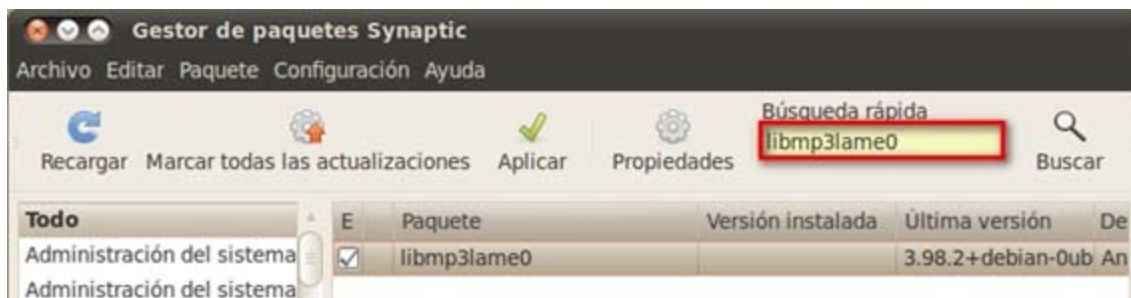 Gestor de paquetes Synaptic
Archivo Editar Paquete Configuración Ayuda
Búsqueda rápida
libmp3lame0
Recargar Marcar todas las actualizaciones Aplicar Propiedades Buscar
Todo
E Paquete Versión instalada Última versión De
Administración del sistema
libmp3lame0 3.98.2+debian-0ub An
Administración del sistema